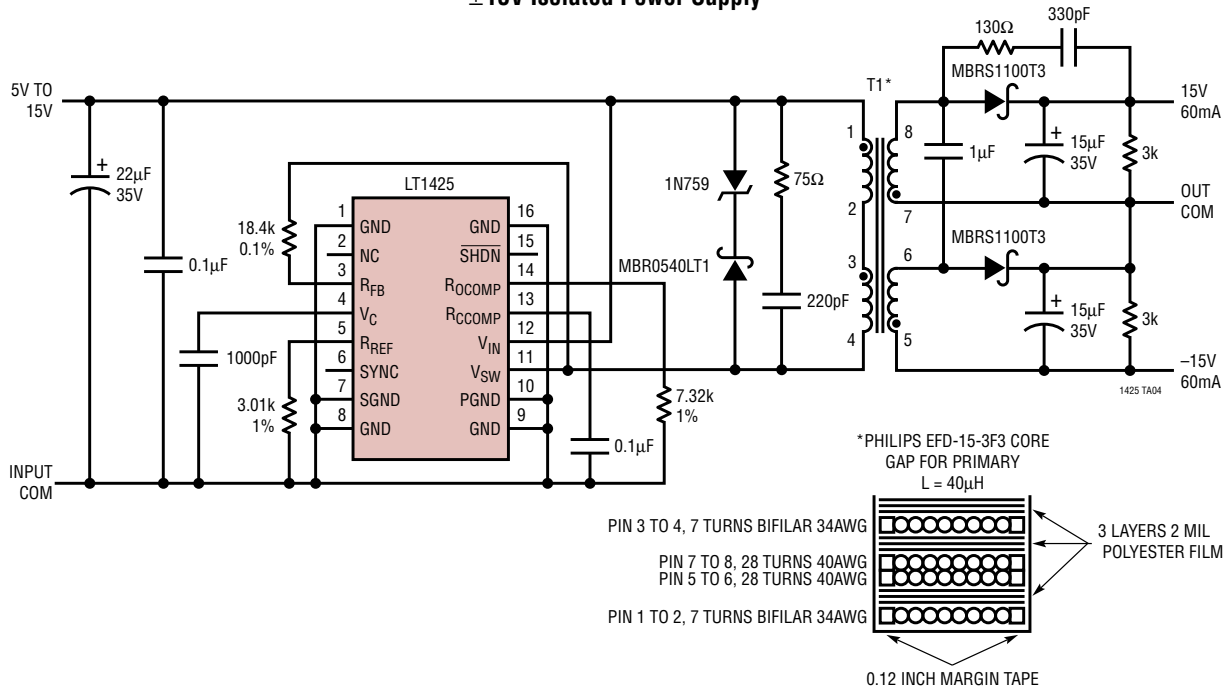 ±15V Isolated Power Supply
130Ω
330pF
MBRS1100T3
T1*
5V TO
15V
15V
60mA
1
8
+
22µF
35V
1µF
+
15µF
35V
3k
LT1425
1N759
75Ω
18.4k
0.1%
0.1µF
1
GND
GND
16
2
NC
SHDN
15
3
RFB
ROCOMP
14
4
VC
RCCOMP
13
5
RREF
VIN
12
6
SYNC
VSW
11
7
SGND
PGND
10
8
GND
GND
9
2
7
OUT
COM
MBRS1100T3
MBR0540LT1
3
6
220pF
+
15µF
35V
3k
4
5
1000pF
3.01k
1%
7.32k
1%
0.1µF
–15V
60mA
1425 TA04
INPUT
COM
*PHILIPS EFD-15-3F3 CORE
GAP FOR PRIMARY
L = 40µH
PIN 3 TO 4, 7 TURNS BIFILAR 34AWG
3 LAYERS 2 MIL
POLYESTER FILM
PIN 7 TO 8, 28 TURNS 40AWG
PIN 5 TO 6, 28 TURNS 40AWG
PIN 1 TO 2, 7 TURNS BIFILAR 34AWG
0.12 INCH MARGIN TAPE